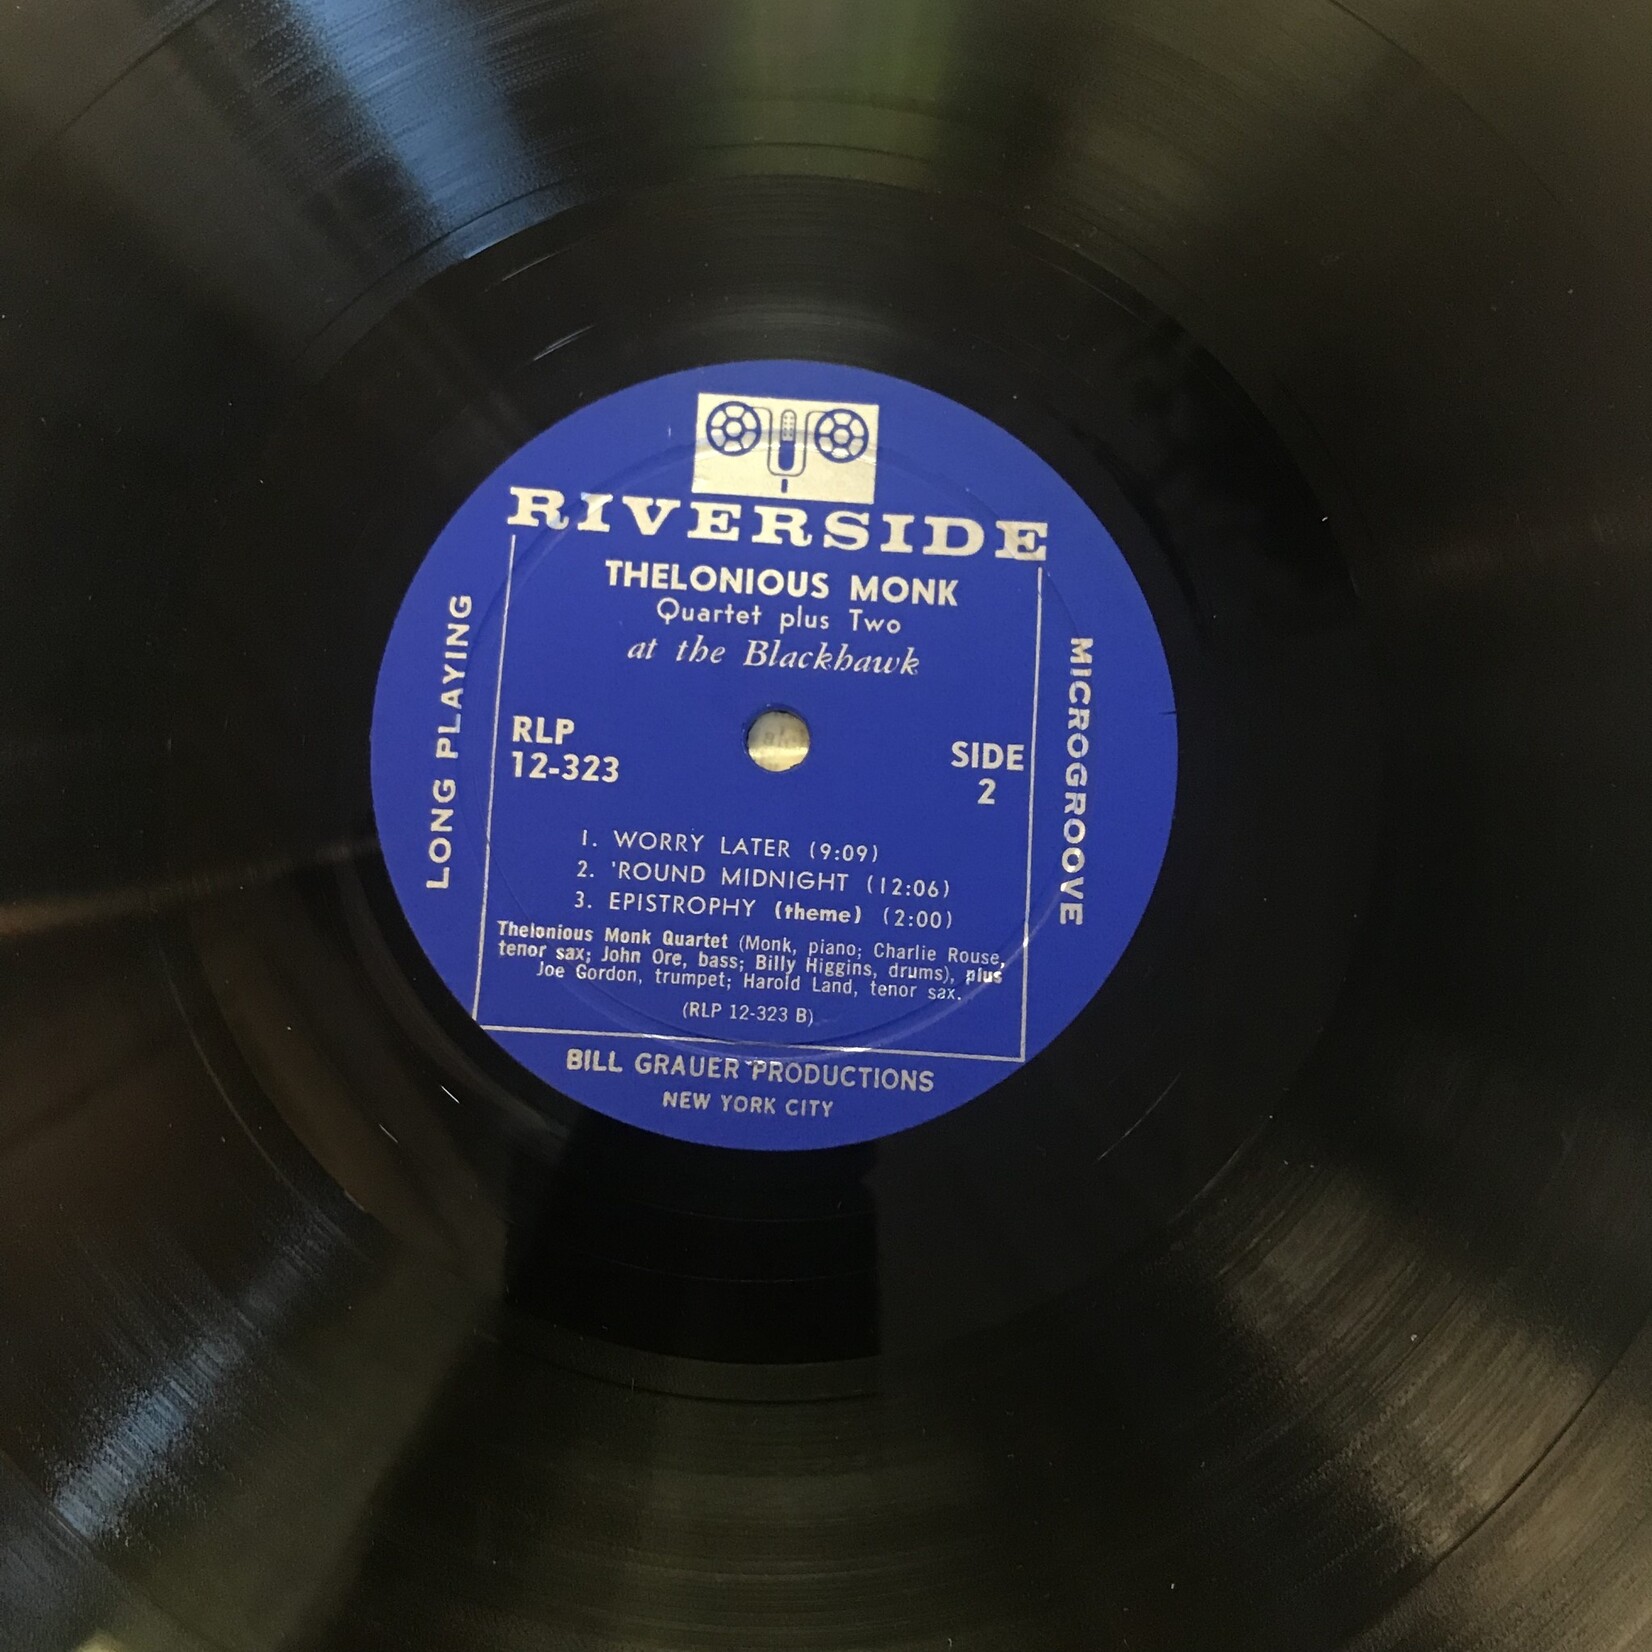 RIVERSIDE
THELONIOUS MONK
Quartet plus Two
at the Blackhawk
LONG PLAYING
MICROGROOVE
RLP
12-323
SIDE
2
1. WORRY LATER (9:09)
2. 'ROUND MIDNIGHT (12:06)
3. EPISTROPHY (theme) (2:00)
Thelonious Monk Quartet (Monk, piano; Charlie Rouse,
tenor sax; John Ore, bass; Billy Higgins, drums), plus
Joe Gordon, trumpet; Harold Land, tenor sax.
(RLP 12-323 B)
BILL GRAUER PRODUCTIONS
NEW YORK CITY